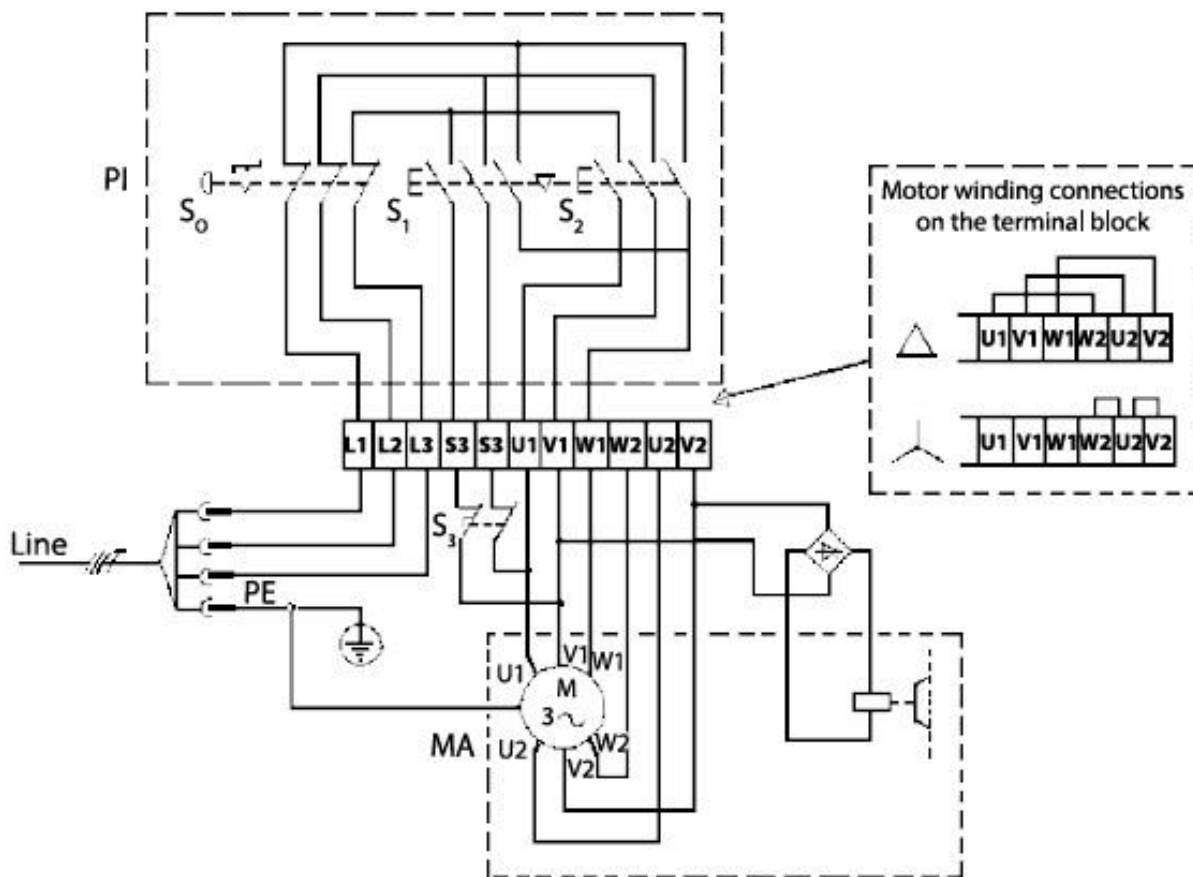 PI
S0
S1
S2
Motor winding connections
on the terminal block
U1 V1 W1 W2 U2 V2
U1 V1 W1 W2 U2 V2
L1 L2 L3 S3 S3 U1 V1 W1 W2 U2 V2
S3
Line
PE
U1 V1 W1
M
3
MA
U2 V2 W2